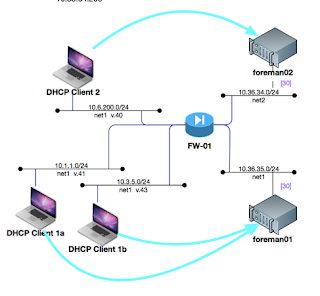 foreman02
DHCP Client 2
[30]
10.6.200.0/24
net1 v.40
10.36.34.0/24
net2
FW-01
10.1.1.0/24
net1 v.41
10.3.5.0/24
net1 v.43
10.36.35.0/24
net1
[30]
DHCP Client 1a
DHCP Client 1b
foreman01